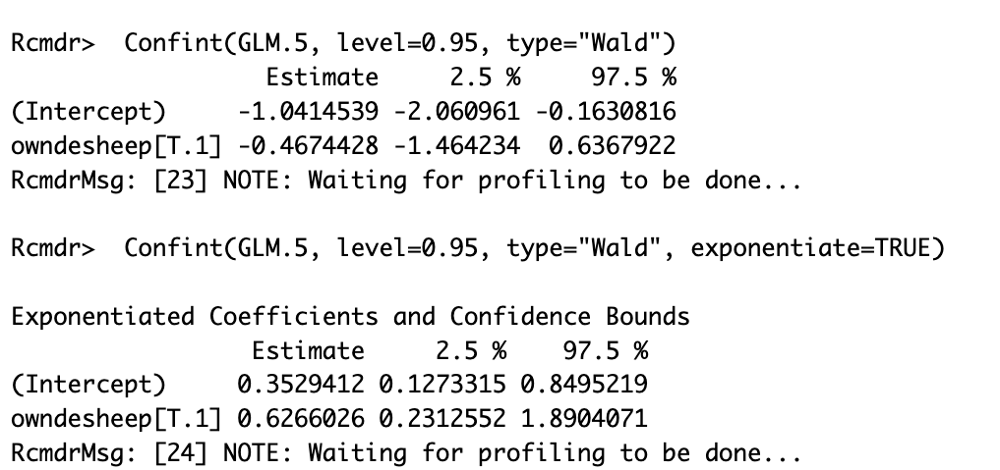 Rcmdr>  Confint(GLM.5, level=0.95, type="Wald")
                 Estimate     2.5 %     97.5 %
(Intercept)    -1.0414539 -2.060961 -0.1630816
owndesheep[T.1] -0.4674428 -1.464234  0.6367922
RcmdrMsg: [23] NOTE: Waiting for profiling to be done...
Rcmdr>  Confint(GLM.5, level=0.95, type="Wald", exponentiate=TRUE)
Exponentiated Coefficients and Confidence Bounds
                Estimate     2.5 %    97.5 %
(Intercept)    0.3529412 0.1273315 0.8495219
owndesheep[T.1] 0.6266026 0.2312552 1.8904071
RcmdrMsg: [24] NOTE: Waiting for profiling to be done...